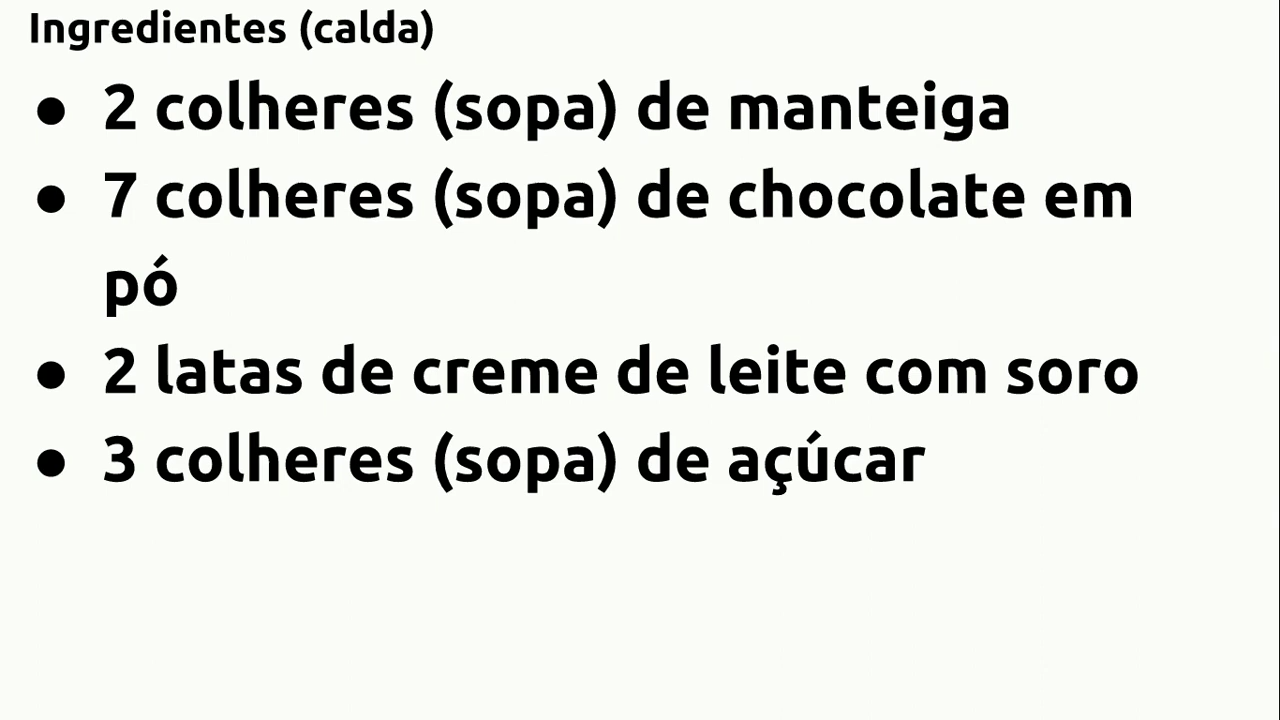 Ingredientes (calda)
● 2 colheres (sopa) de manteiga
● 7 colheres (sopa) de chocolate em
pó
● 2 latas de creme de leite com soro
● 3 colheres (sopa) de açúcar